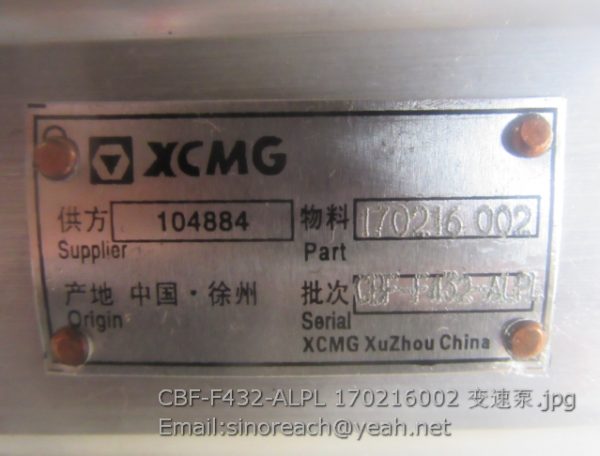 XCMG
供方 104884 物料 170216 002
Supplier Part
产地 中国·徐州 批次 CBF-F432-ALPL
Origin Serial
XCMG XuZhou China
CBF-F432-ALPL 170216002 变速泵.jpg
Email:sinoreach@yeah.net